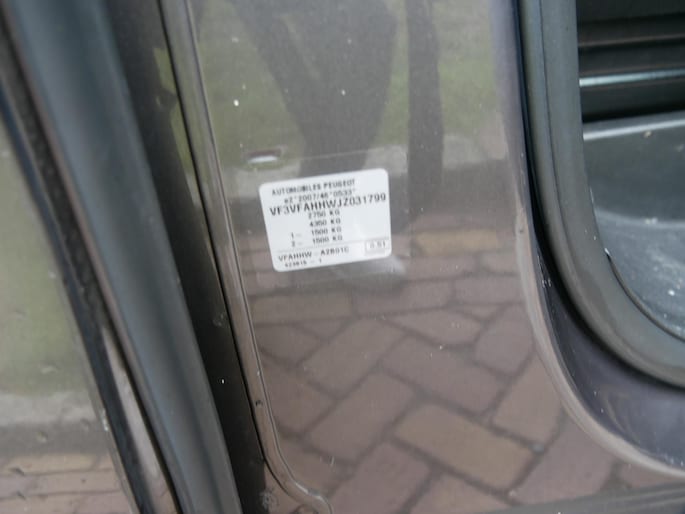 AUTOMOBILES PEUGEOT
e2*2007/46*0533*
VF3VFAHHWJZ031799
2750 KG
4350 KG
1- 1500 KG
2- 1500 KG
VFAHHW - A2B01C 0.51